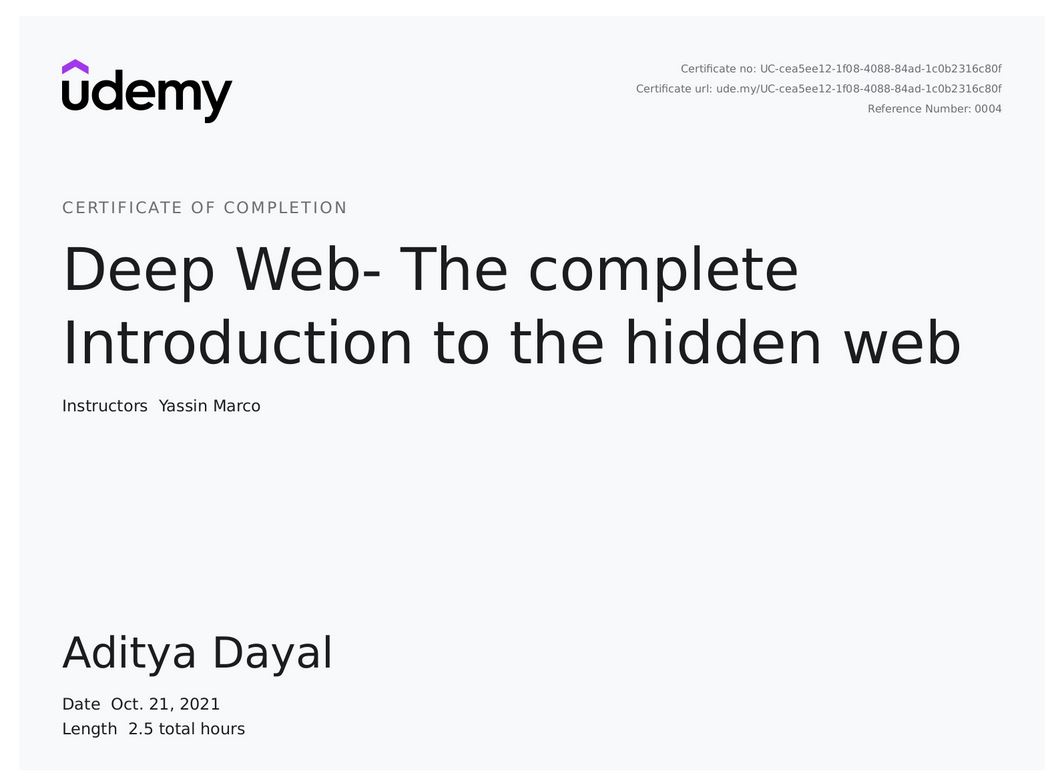 udemy
Certificate no: UC-cea5ee12-1f08-4088-84ad-1c0b2316c80f
Certificate url: ude.my/UC-cea5ee12-1f08-4088-84ad-1c0b2316c80f
Reference Number: 0004
CERTIFICATE OF COMPLETION
Deep Web- The complete
Introduction to the hidden web
Instructors Yassin Marco
Aditya Dayal
Date Oct. 21, 2021
Length 2.5 total hours